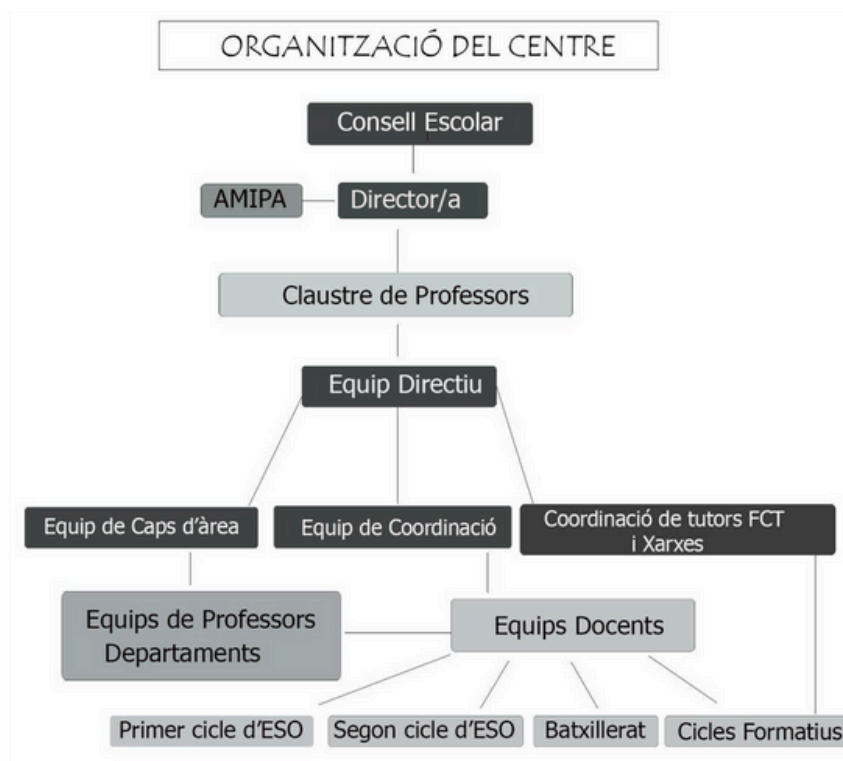 ORGANITZACIÓ DEL CENTRE
Consell Escolar
AMIPA
Director/a
Claustre de Professors
Equip Directiu
Equip de Caps d'àrea
Equip de Coordinació
Coordinació de tutors FCT
i Xarxes
Equips de Professors
Departaments
Equips Docents
Primer cicle d'ESO
Segon cicle d'ESO
Batxillerat
Cicles Formatius